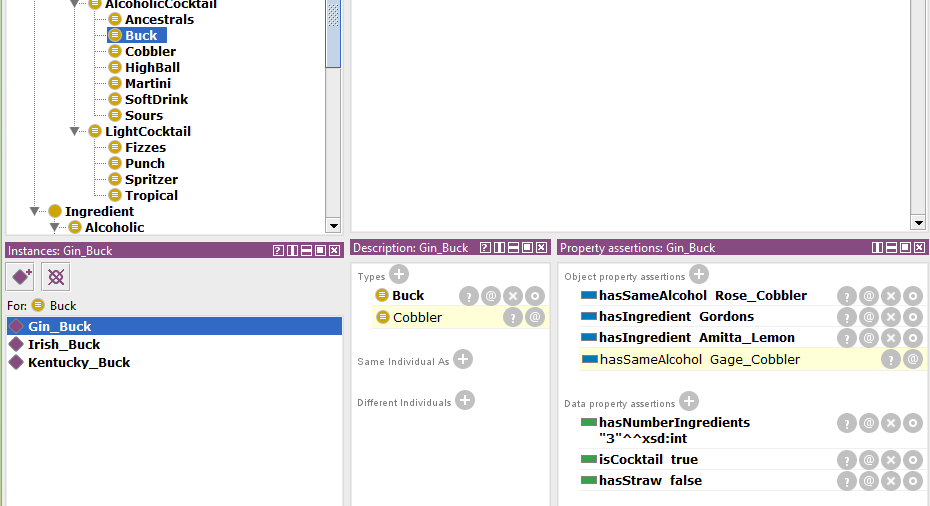 AlcoholicCocktail
Ancestrals
Buck
Cobbler
HighBall
Martini
SoftDrink
Sours
LightCocktail
Fizzes
Punch
Spritzer
Tropical
Ingredient
Alcoholic
Instances: Gin_Buck
For: Buck
Gin_Buck
Irish_Buck
Kentucky_Buck
Description: Gin_Buck
Types
Buck
Cobbler
Same Individual As
Different Individuals
Property assertions: Gin_Buck
Object property assertions
hasSameAlcohol Rose_Cobbler
hasIngredient Gordons
hasIngredient Amitta_Lemon
hasSameAlcohol Gage_Cobbler
Data property assertions
hasNumberIngredients
"3"^^xsd:int
isCocktail true
hasStraw false